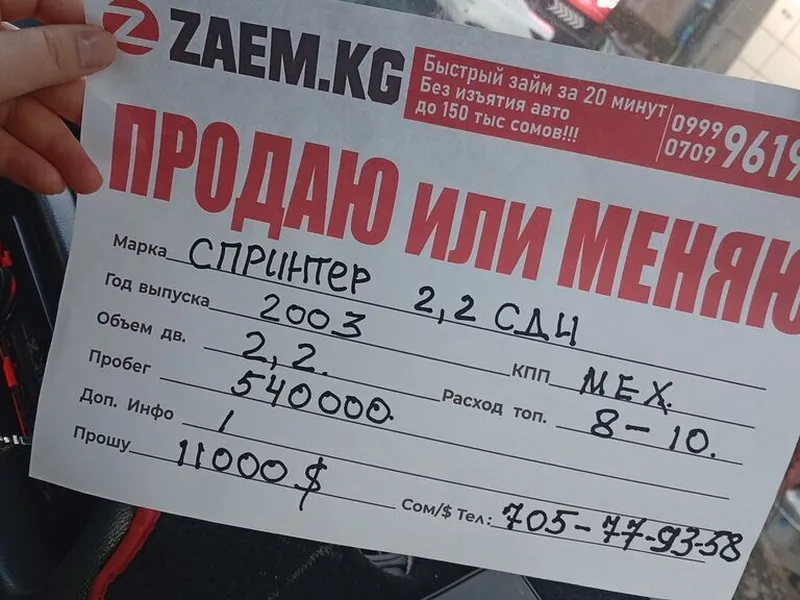 ZAEM.KG
Быстрый займ за 20 минут
Без изъятия авто
до 150 тыс сомов!!!
0999
0709
9619
ПРОДАЮ ИЛИ МЕНЯЮ
Марка СПРИНТЕР 2,2 СДИ
Год выпуска 2003 КПП МЕХ.
Объем дв. 2,2. Расход топ. 8-10.
Пробег 540000.
Доп. Инфо /
Прошу 11000 $ Сом/$ Тел: 705-77-93-58